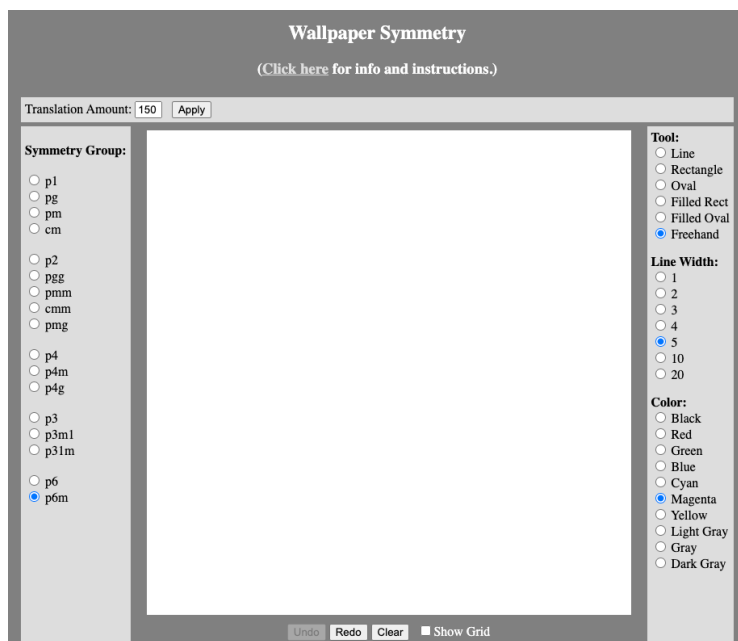 Wallpaper Symmetry
(Click here for info and instructions.)
Translation Amount: 150 Apply
Symmetry Group:
p1
pg
pm
cm
p2
pgg
pmm
cmm
pmg
p4
p4m
p4g
p3
p3m1
p31m
p6
p6m
Tool:
Line
Rectangle
Oval
Filled Rect
Filled Oval
Freehand
Line Width:
1
2
3
4
5
10
20
Color:
Black
Red
Green
Blue
Cyan
Magenta
Yellow
Light Gray
Gray
Dark Gray
Undo Redo Clear Show Grid